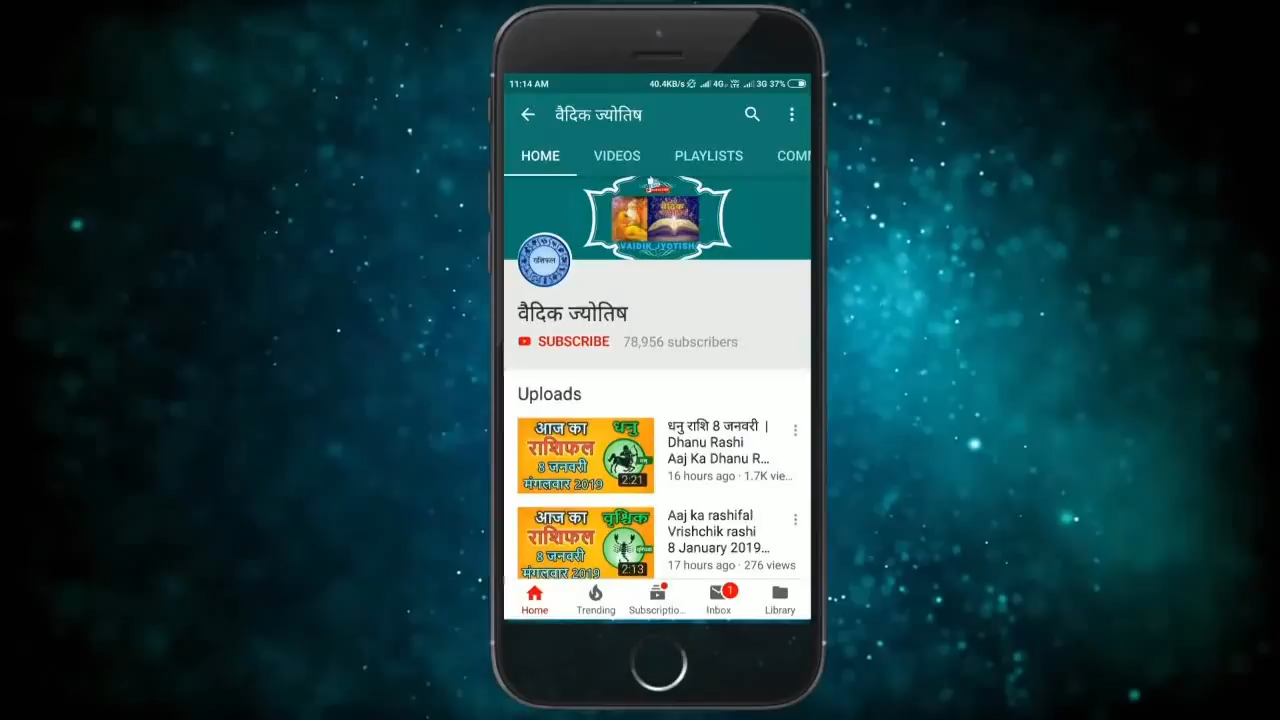 11:14 AM 40.4KB/s 4G 3G 37%
वैदिक ज्योतिष
HOME VIDEOS PLAYLISTS COMM
वैदिक
VAIDIK JYOTISH
राशिफल
वैदिक ज्योतिष
SUBSCRIBE 78,956 subscribers
Uploads
आज का धनु
राशिफल
8 जनवरी
मंगलवार 2019
2:21
धनु राशि 8 जनवरी |
Dhanu Rashi
Aaj Ka Dhanu R...
16 hours ago · 1.7K vie...
आज का वृश्चिक
राशिफल
8 जनवरी
मंगलवार 2019
2:13
Aaj ka rashifal
Vrishchik rashi
8 January 2019...
17 hours ago · 276 views
Home Trending Subscriptio... Inbox 1 Library